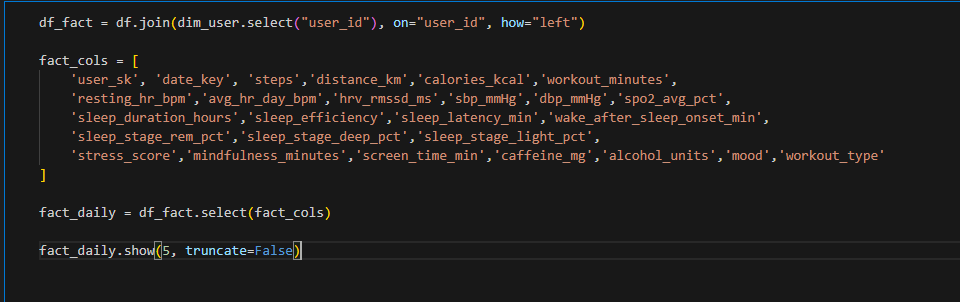 df_fact = df.join(dim_user.select("user_id"), on="user_id", how="left")
fact_cols = [
'user_sk', 'date_key', 'steps','distance_km','calories_kcal','workout_minutes',
'resting_hr_bpm','avg_hr_day_bpm','hrv_rmssd_ms','sbp_mmHg','dbp_mmHg','spo2_avg_pct',
'sleep_duration_hours','sleep_efficiency','sleep_latency_min','wake_after_sleep_onset_min',
'sleep_stage_rem_pct','sleep_stage_deep_pct','sleep_stage_light_pct',
'stress_score','mindfulness_minutes','screen_time_min','caffeine_mg','alcohol_units','mood','workout_type'
]
fact_daily = df_fact.select(fact_cols)
fact_daily.show(5, truncate=False)